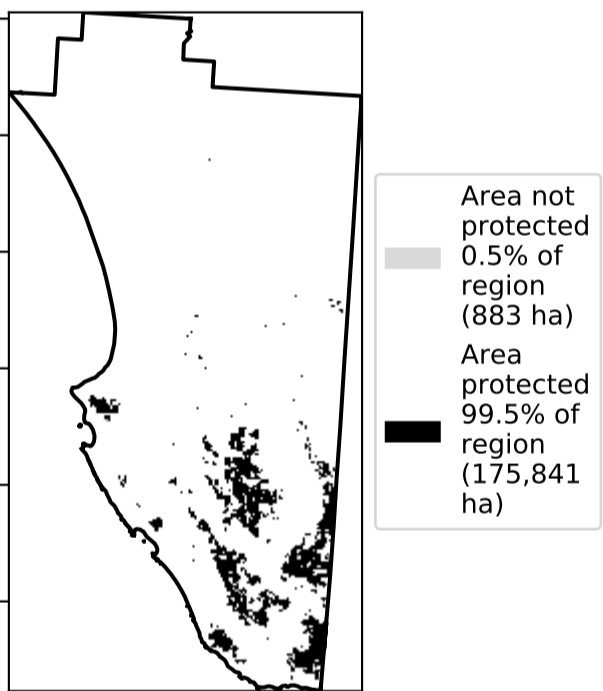 Area not
protected
0.5% of
region
(883 ha)
Area
protected
99.5% of
region
(175,841
ha)